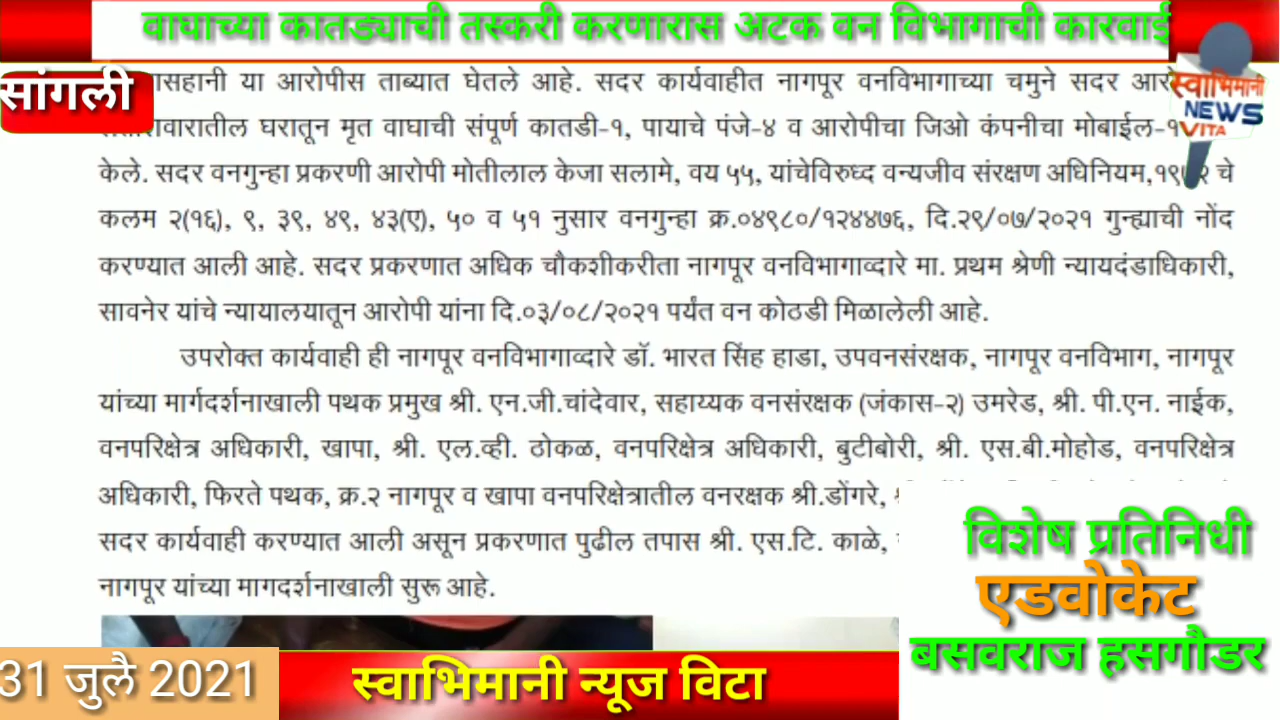 वाघाच्या कातड्याची तस्करी करणारास अटक वन विभागाची कारवाई
सांगली
स्वाभिमानी
NEWS
VITA
या आरोपीस ताब्यात घेतले आहे. सदर कार्यवाहीत नागपूर वनविभागाच्या चमुने सदर
घरातून मृत वाघाची संपूर्ण कातडी-१, पायाचे पंजे-४ व आरोपीचा जिओ कंपनीचा मोबाईल-१
केले. सदर वनगुन्हा प्रकरणी आरोपी मोतीलाल केजा सलामे, वय ५५, यांचेविरुध्द वन्यजीव संरक्षण अधिनियम,१९७२ चे
कलम २(१६), ९, ३९, ४९, ४३(ए), ५० व ५१ नुसार वनगुन्हा क्र.०४९८०/१२४४७६, दि.२९/०७/२०२१ गुन्ह्याची नोंद
करण्यात आली आहे. सदर प्रकरणात अधिक चौकशीकरीता नागपूर वनविभागाव्दारे मा. प्रथम श्रेणी न्यायदंडाधिकारी,
सावनेर यांचे न्यायालयातून आरोपी यांना दि.०३/०८/२०२१ पर्यंत वन कोठडी मिळालेली आहे.
उपरोक्त कार्यवाही ही नागपूर वनविभागाव्दारे डॉ. भारत सिंह हाडा, उपवनसंरक्षक, नागपूर वनविभाग, नागपूर
यांच्या मार्गदर्शनाखाली पथक प्रमुख श्री. एन.जी.चांदेवार, सहाय्यक वनसंरक्षक (जंकास-२) उमरेड, श्री. पी.एन. नाईक,
वनपरिक्षेत्र अधिकारी, खापा, श्री. एल.व्ही. ठोकळ, वनपरिक्षेत्र अधिकारी, बुटीबोरी, श्री. एस.बी.मोहोड, वनपरिक्षेत्र
अधिकारी, फिरते पथक, क्र.२ नागपूर व खापा वनपरिक्षेत्रातील वनरक्षक श्री.डोंगरे,
सदर कार्यवाही करण्यात आली असून प्रकरणात पुढील तपास श्री. एस.टि. काळे,
नागपूर यांच्या मागदर्शनाखाली सुरू आहे.
विशेष प्रतिनिधी
एडवोकेट
बसवराज हसगौडर
31 जुलै 2021
स्वाभिमानी न्यूज विटा